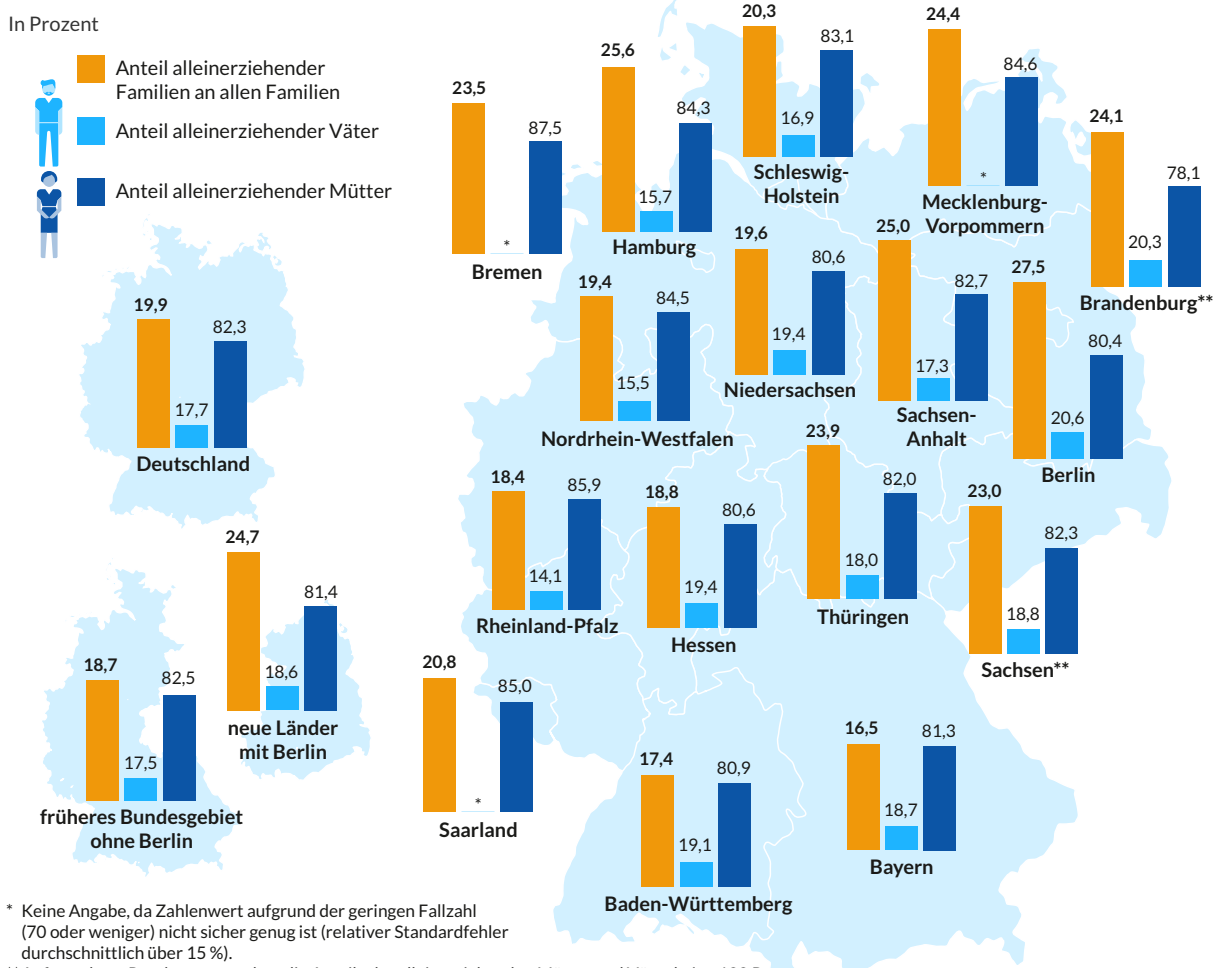 In Prozent
Anteil alleinerziehender
Familien an allen Familien
Anteil alleinerziehender Väter
Anteil alleinerziehender Mütter
23,5
*
87,5
Bremen
25,6
15,7
84,3
Hamburg
20,3
16,9
83,1
Schleswig-
Holstein
24,4
*
84,6
Mecklenburg-
Vorpommern
24,1
20,3
78,1
Brandenburg**
19,9
17,7
82,3
Deutschland
19,4
15,5
84,5
Nordrhein-Westfalen
19,6
19,4
80,6
Niedersachsen
25,0
17,3
82,7
Sachsen-
Anhalt
27,5
20,6
80,4
Berlin
18,4
14,1
85,9
Rheinland-Pfalz
18,8
19,4
80,6
Hessen
23,9
18,0
82,0
Thüringen
23,0
18,8
82,3
Sachsen**
24,7
18,6
81,4
neue Länder
mit Berlin
18,7
17,5
82,5
früheres Bundesgebiet
ohne Berlin
20,8
*
85,0
Saarland
17,4
19,1
80,9
Baden-Württemberg
16,5
18,7
81,3
Bayern
* Keine Angabe, da Zahlenwert aufgrund der geringen Fallzahl
(70 oder weniger) nicht sicher genug ist (relativer Standardfehler
durchschnittlich über 15 %).